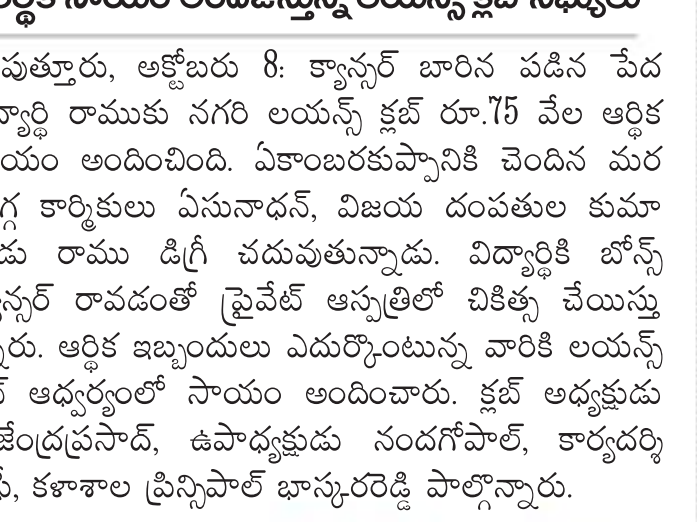 సాయం అందిస్తున్న లయన్స్ క్లబ్ సభ్యులు
పుత్తూరు, అక్టోబరు 8: క్యాన్సర్ బారిన పడిన పేద
ద్యార్థి రాముకు నగరి లయన్స్ క్లబ్ రూ.75 వేల ఆర్థిక
యం అందించింది. ఏకాంబరకుప్పానికి చెందిన మర
గ్గ కార్మికులు ఏసునాధన్, విజయ దంపతుల కుమా
డు రాము డిగ్రీ చదువుతున్నాడు. విద్యార్థికి బోన్స్
న్సర్ రావడంతో ప్రైవేట్ ఆస్పత్రిలో చికిత్స చేయిస్తు
రు. ఆర్థిక ఇబ్బందులు ఎదుర్కొంటున్న వారికి లయన్స్
ఆధ్వర్యంలో సాయం అందించారు. క్లబ్ అధ్యక్షుడు
జేంద్రప్రసాద్, ఉపాధ్యక్షుడు నందగోపాల్, కార్యదర్శి
కళాశాల ప్రిన్సిపాల్ భాస్కరరెడ్డి పాల్గొన్నారు.